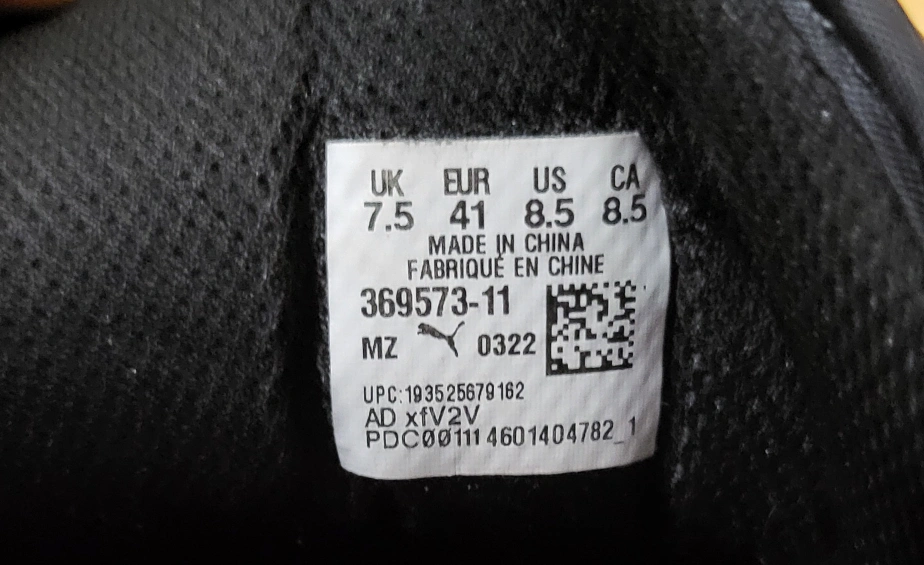 UK EUR US CA
7.5 41 8.5 8.5
MADE IN CHINA
FABRIQUÉ EN CHINE
369573-11
MZ 0322
UPC:193525679162
AD xfV2V
PDC00111 4601404782_1